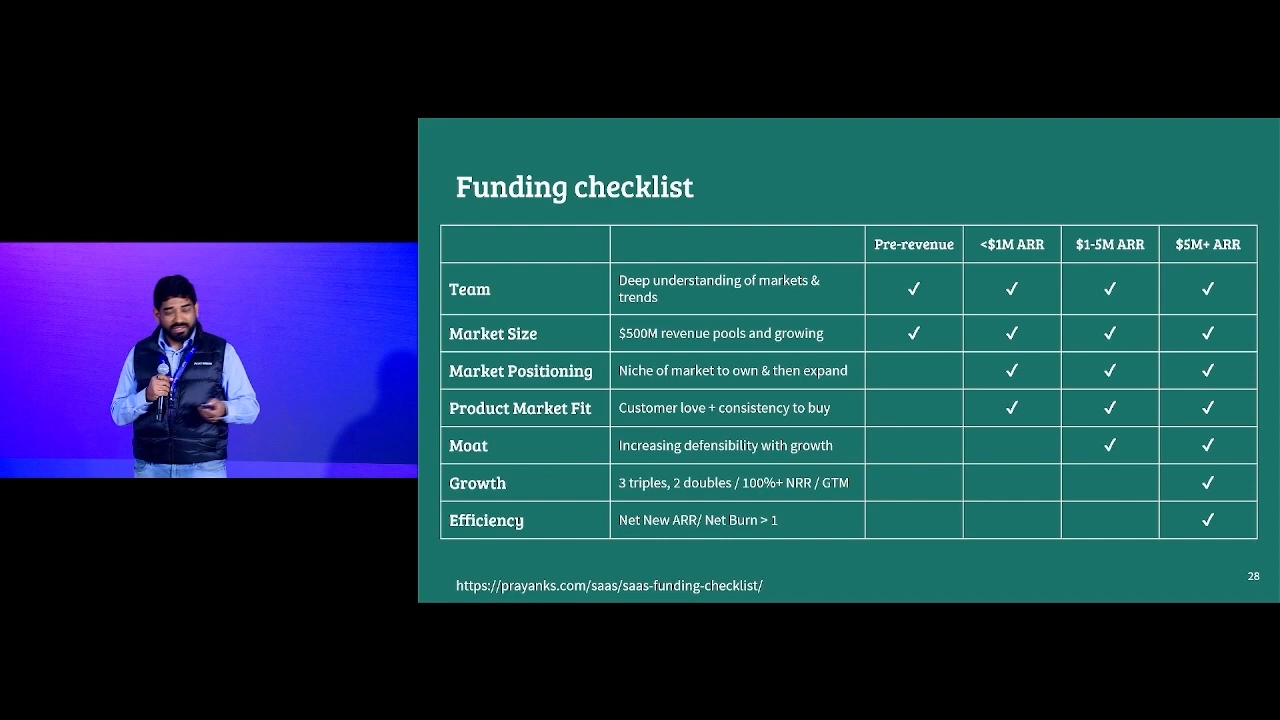 Funding checklist
Pre-revenue <$1M ARR $1-5M ARR $5M+ ARR
Team Deep understanding of markets & trends ✓ ✓ ✓ ✓
Market Size $500M revenue pools and growing ✓ ✓ ✓ ✓
Market Positioning Niche of market to own & then expand ✓ ✓ ✓
Product Market Fit Customer love + consistency to buy ✓ ✓ ✓
Moat Increasing defensibility with growth ✓ ✓
Growth 3 triples, 2 doubles / 100%+ NRR / GTM ✓
Efficiency Net New ARR/ Net Burn > 1 ✓
https://prayanks.com/saas/saas-funding-checklist/
28